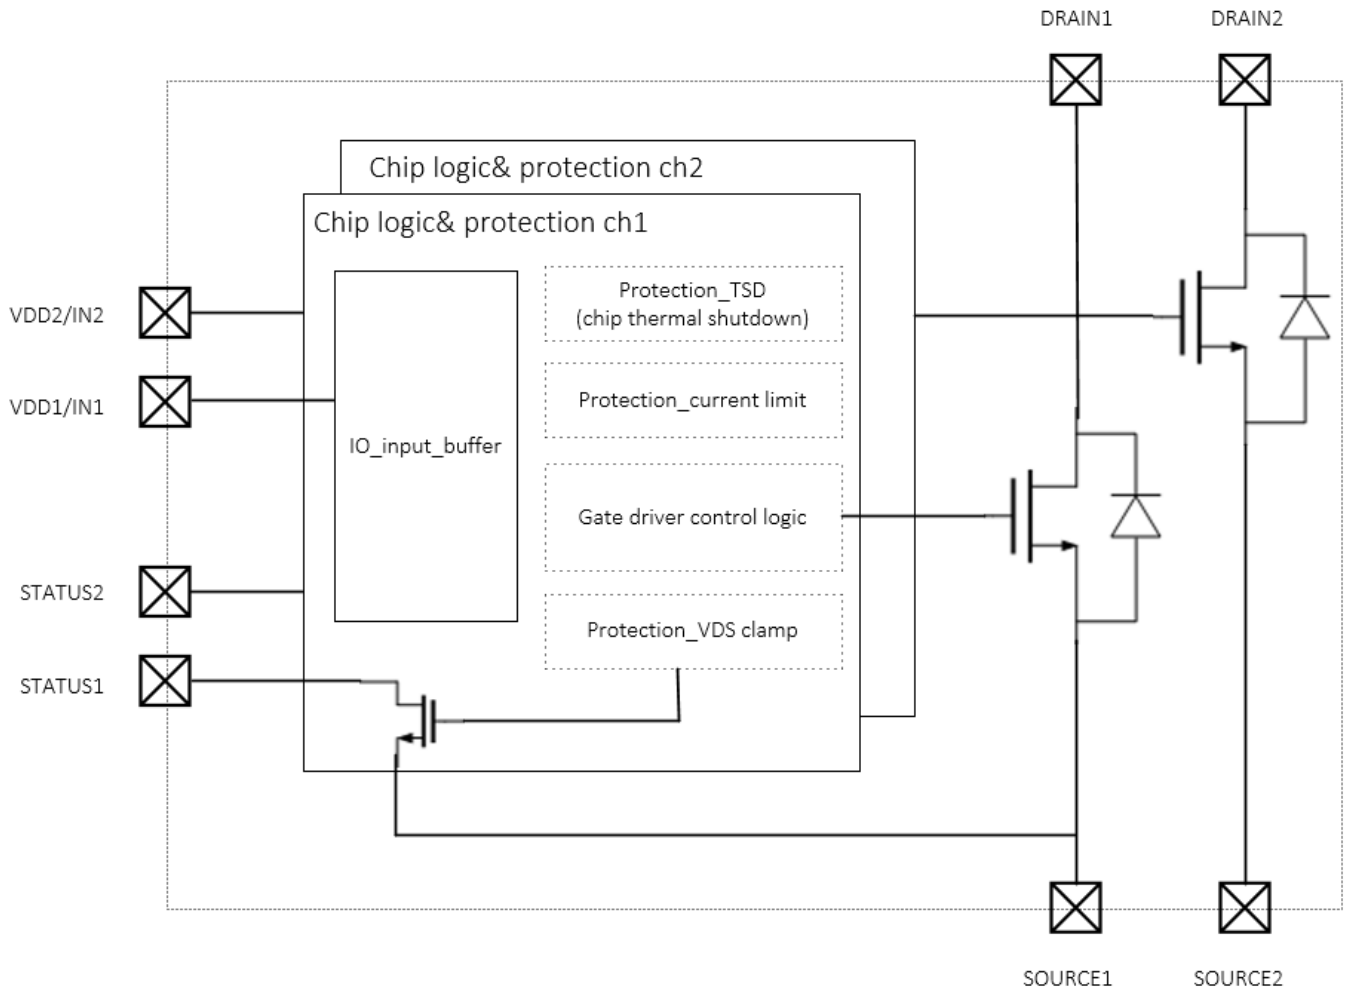 DRAIN1
DRAIN2
Chip logic& protection ch2
Chip logic& protection ch1
Protection_TSD
(chip thermal shutdown)
VDD2/IN2
VDD1/IN1
Protection_current limit
IO_input_buffer
Gate driver control logic
STATUS2
Protection_VDS clamp
STATUS1
SOURCE1
SOURCE2